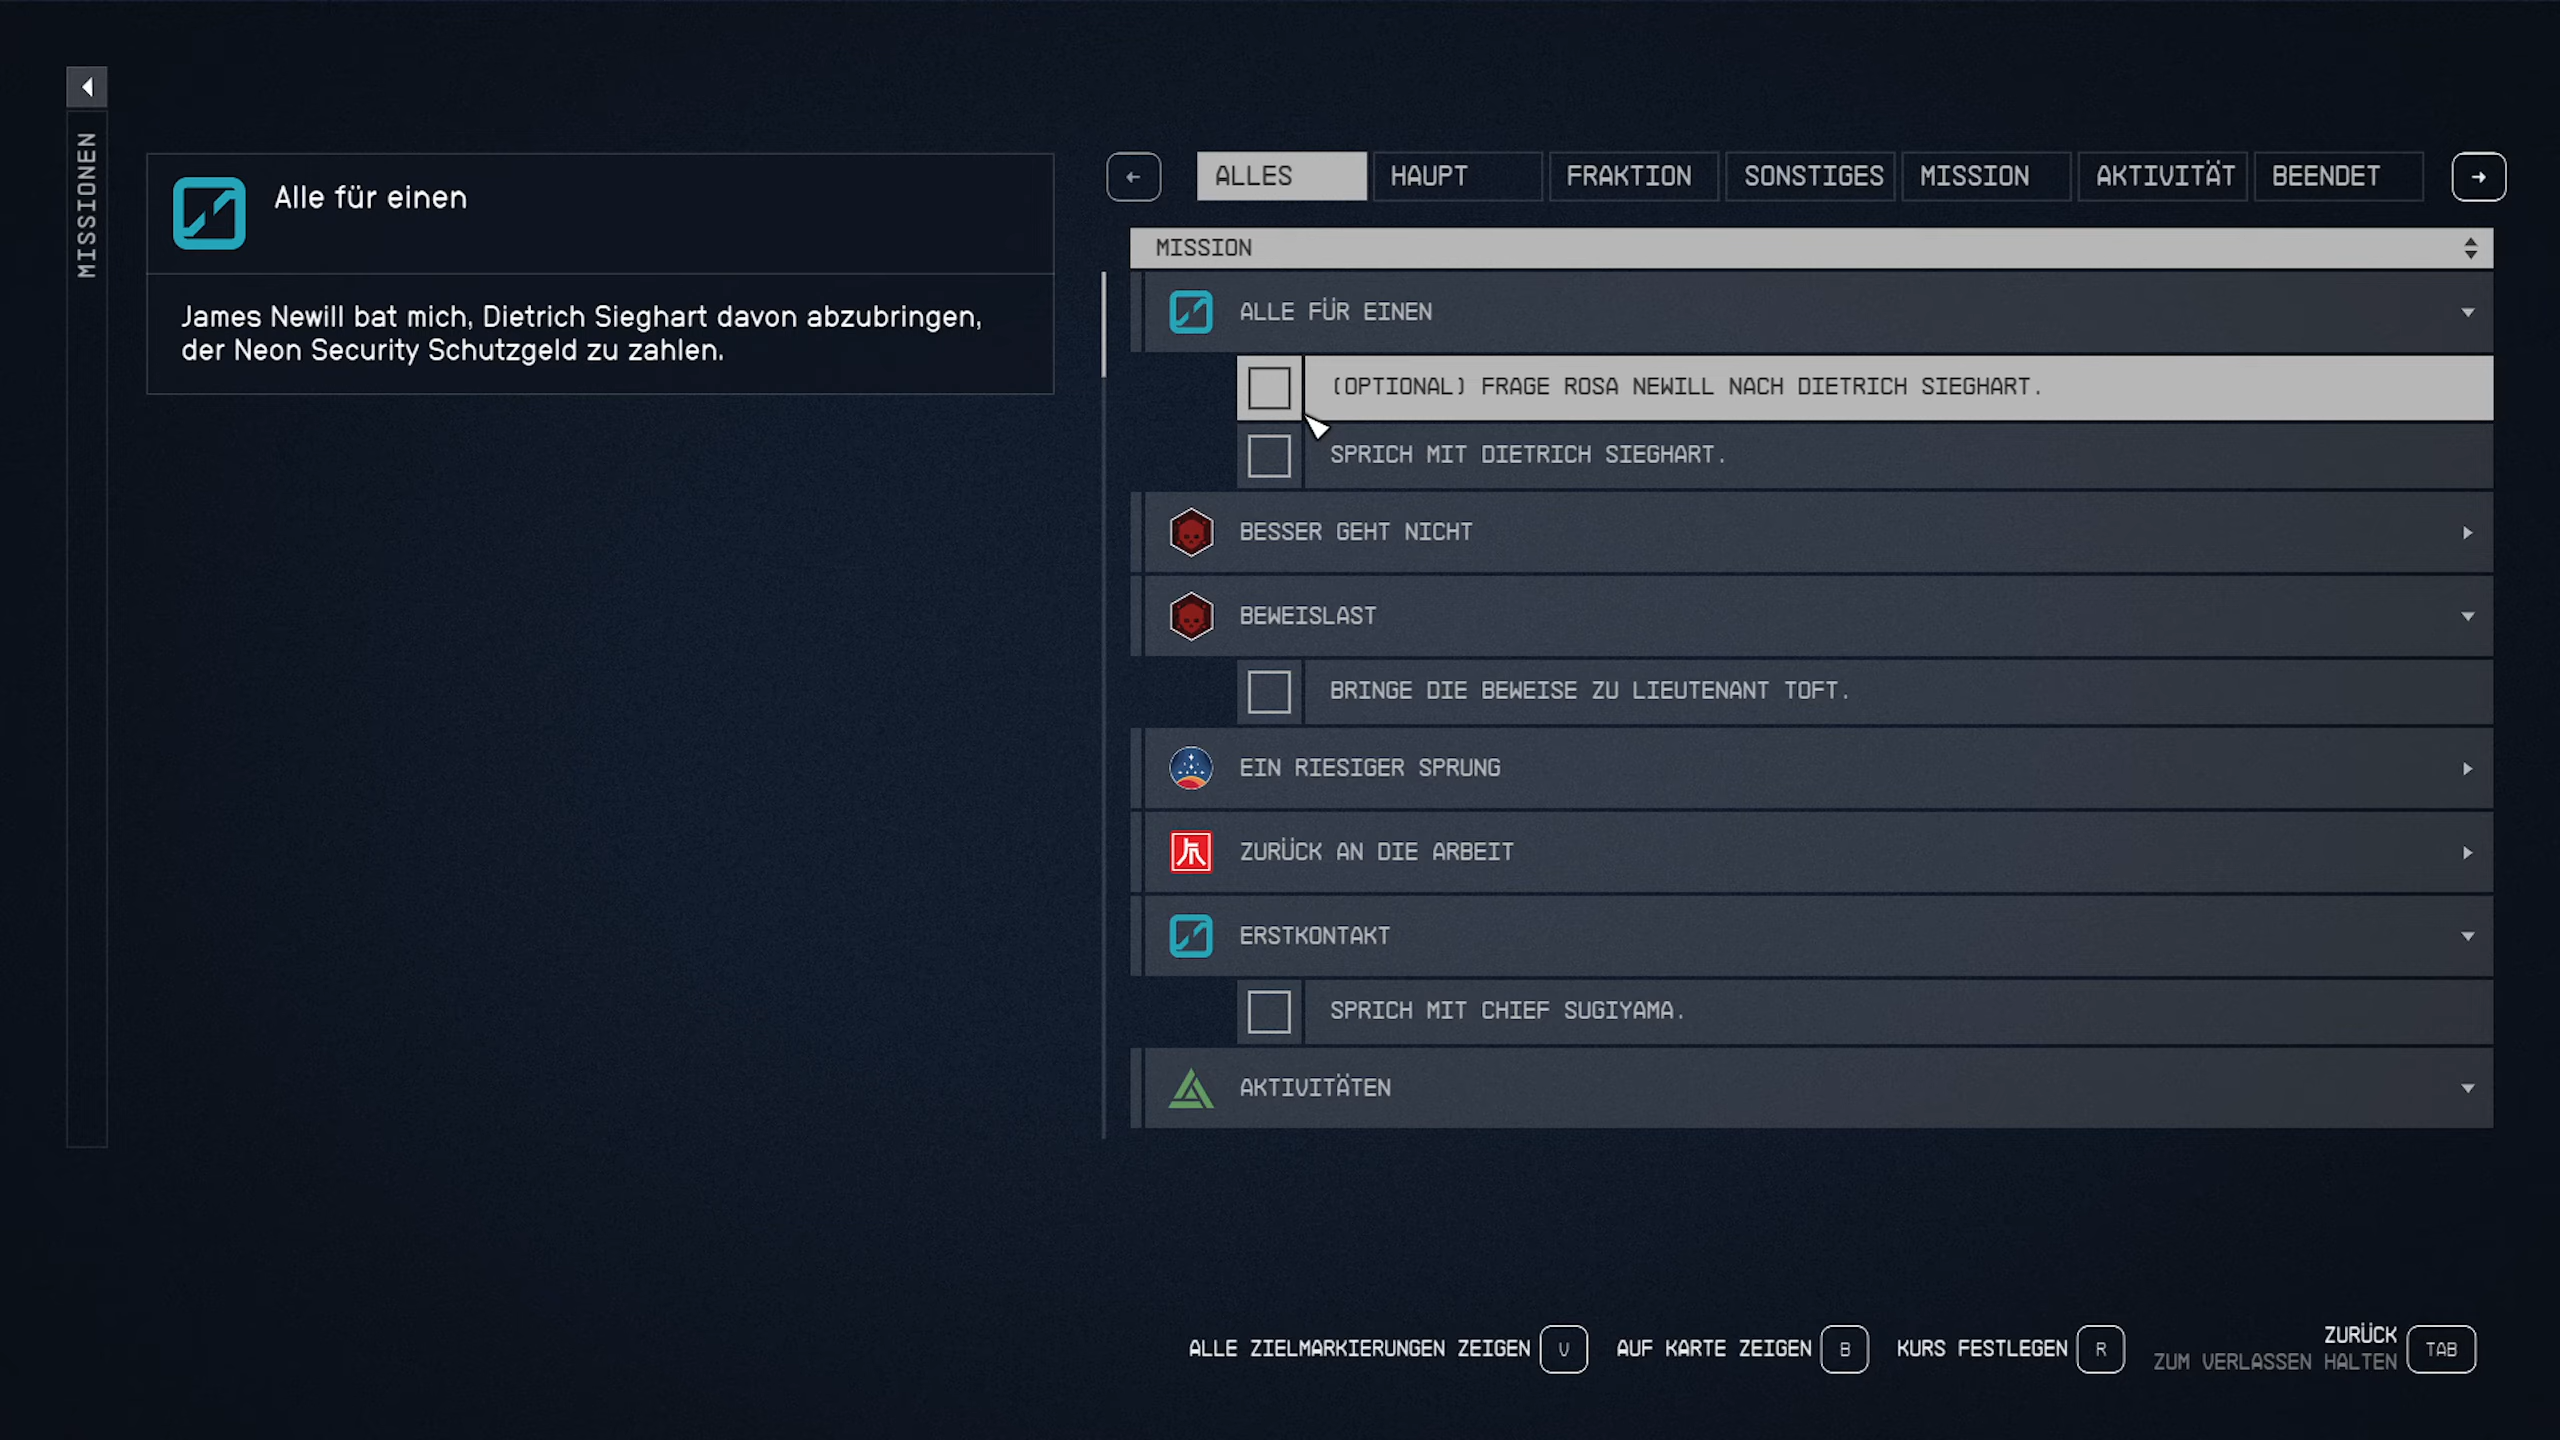 MISSIONEN
Alle für einen
James Newill bat mich, Dietrich Sieghart davon abzubringen,
der Neon Security Schutzgeld zu zahlen.
ALLES HAUPT FRAKTION SONSTIGES MISSION AKTIVITÄT BEENDET
MISSION
ALLE FÜR EINEN
(OPTIONAL) FRAGE ROSA NEWILL NACH DIETRICH SIEGHART.
SPRICH MIT DIETRICH SIEGHART.
BESSER GEHT NICHT
BEWEISLAST
BRINGE DIE BEWEISE ZU LIEUTENANT TOFT.
EIN RIESIGER SPRUNG
ZURÜCK AN DIE ARBEIT
ERSTKONTAKT
SPRICH MIT CHIEF SUGIYAMA.
AKTIVITÄTEN
ALLE ZIELMARKIERUNGEN ZEIGEN V AUF KARTE ZEIGEN B KURS FESTLEGEN R ZURÜCK TAB
ZUM VERLASSEN HALTEN